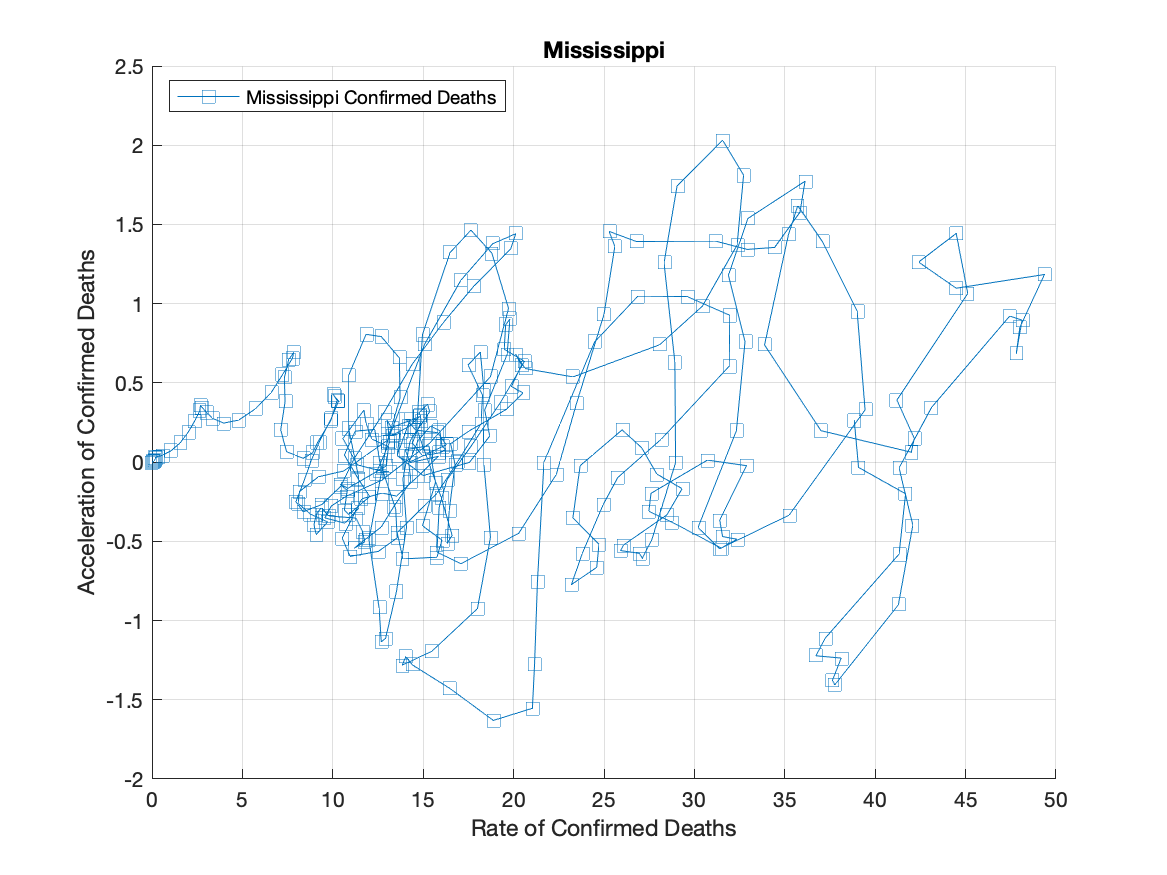 Mississippi
Mississippi Confirmed Deaths
2.5
2
1.5
1
0.5
0
-0.5
-1
-1.5
-2
Acceleration of Confirmed Deaths
0 5 10 15 20 25 30 35 40 45 50
Rate of Confirmed Deaths